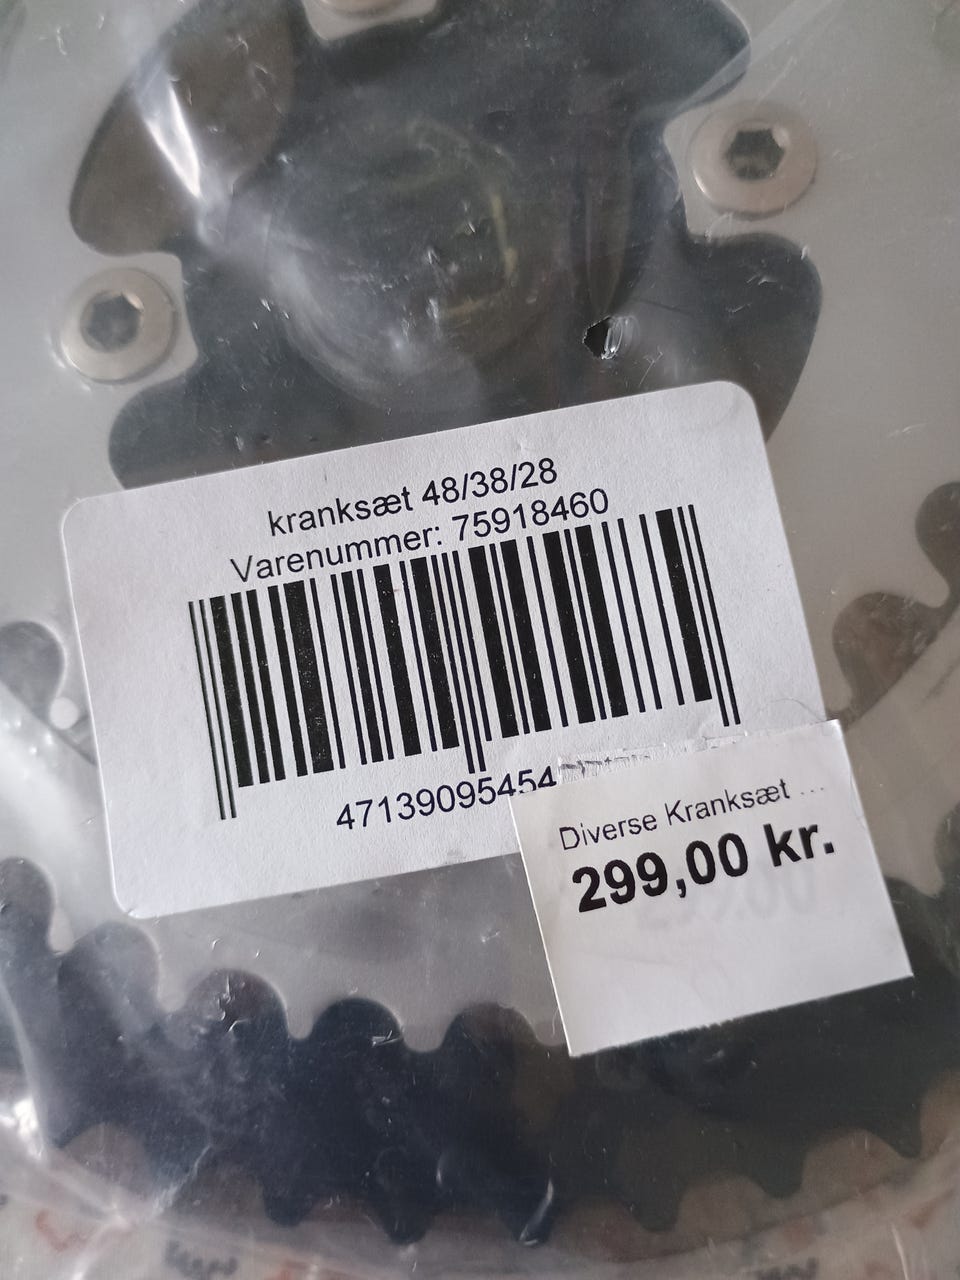 kranksæt 48/38/28
Varenummer: 75918460
47139095454
Diverse Kranksæt ...
299,00 kr.